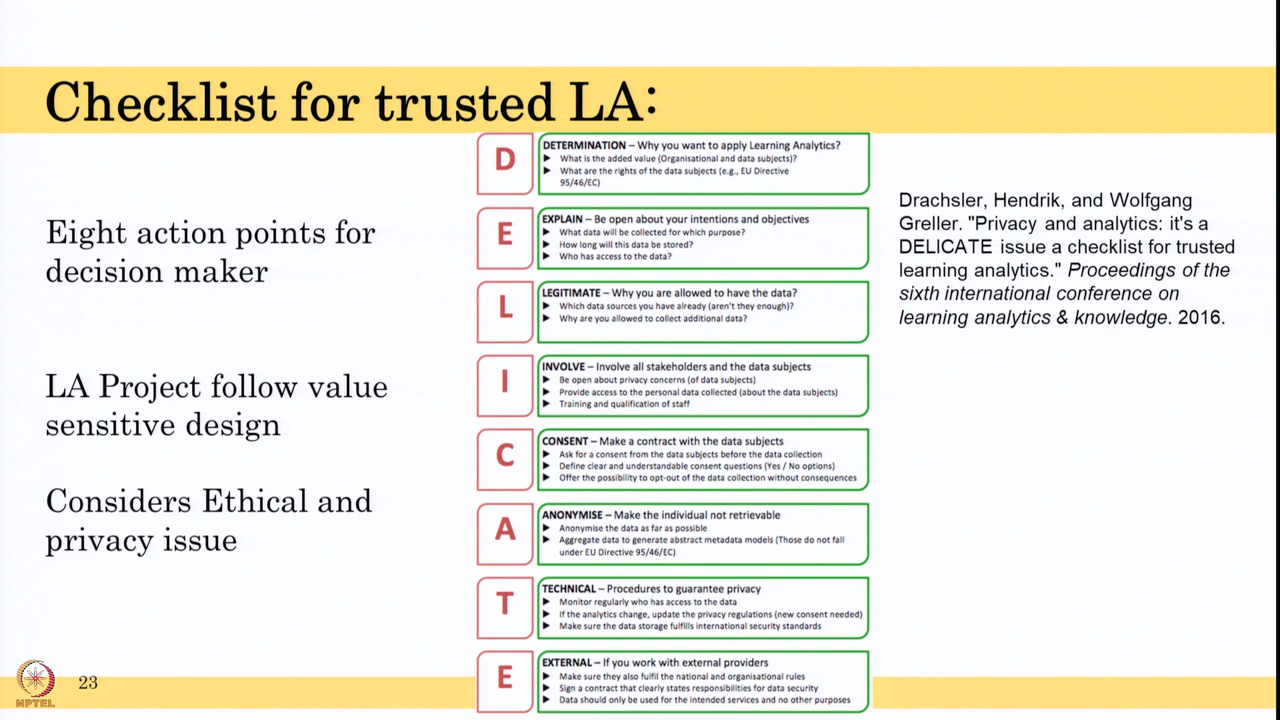 Checklist for trusted LA:
Eight action points for
decision maker
LA Project follow value
sensitive design
Considers Ethical and
privacy issue
D
DETERMINATION – Why you want to apply Learning Analytics?
► What is the added value (Organisational and data subjects)?
► What are the rights of the data subjects (e.g., EU Directive
95/46/EC)
E
EXPLAIN – Be open about your intentions and objectives
► What data will be collected for which purpose?
► How long will this data be stored?
► Who has access to the data?
L
LEGITIMATE – Why you are allowed to have the data?
► Which data sources you have already (aren't they enough)?
► Why are you allowed to collect additional data?
I
INVOLVE – Involve all stakeholders and the data subjects
► Be open about privacy concerns (of data subjects)
► Provide access to the personal data collected (about the data subjects)
► Training and qualification of staff
C
CONSENT – Make a contract with the data subjects
► Ask for a consent from the data subjects before the data collection
► Define clear and understandable consent questions (Yes / No options)
► Offer the possibility to opt-out of the data collection without consequences
A
ANONYMISE – Make the individual not retrievable
► Anonymise the data as far as possible
► Aggregate data to generate abstract metadata models (Those do not fall
under EU Directive 95/46/EC)
T
TECHNICAL – Procedures to guarantee privacy
► Monitor regularly who has access to the data
► If the analytics change, update the privacy regulations (new consent needed)
► Make sure the data storage fulfills international security standards
E
EXTERNAL – If you work with external providers
► Make sure they also fulfil the national and organisational rules
► Sign a contract that clearly states responsibilities for data security
► Data should only be used for the intended services and no other purposes
Drachsler, Hendrik, and Wolfgang
Greller. "Privacy and analytics: it's a
DELICATE issue a checklist for trusted
learning analytics." Proceedings of the
sixth international conference on
learning analytics & knowledge. 2016.
NPTEL
23